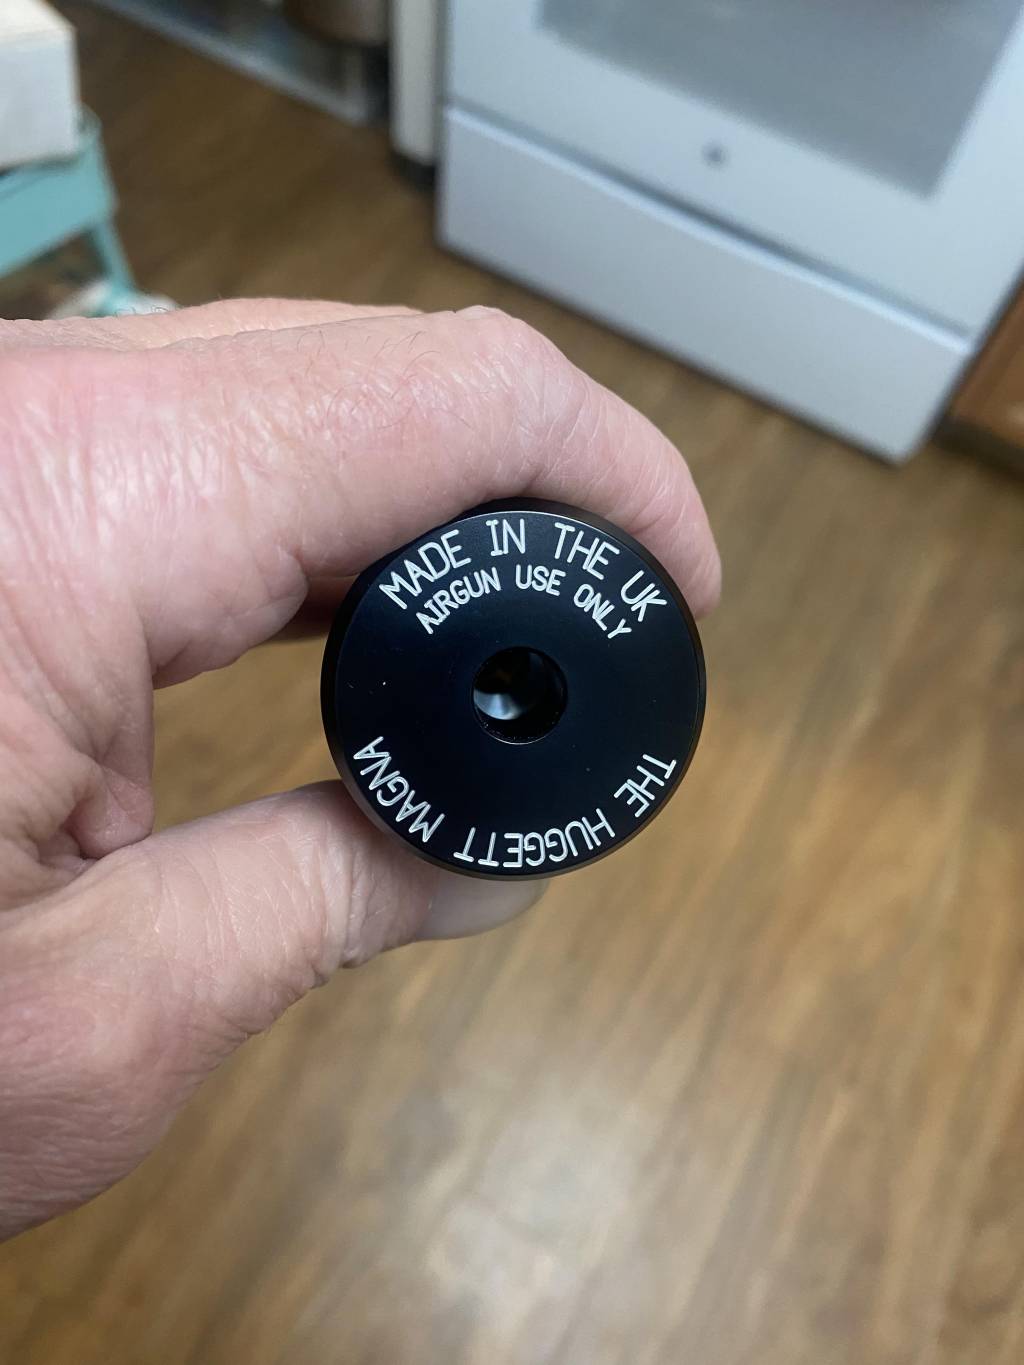 MADE IN THE UK
AIRGUN USE ONLY
THE HUGGETT MAGNA